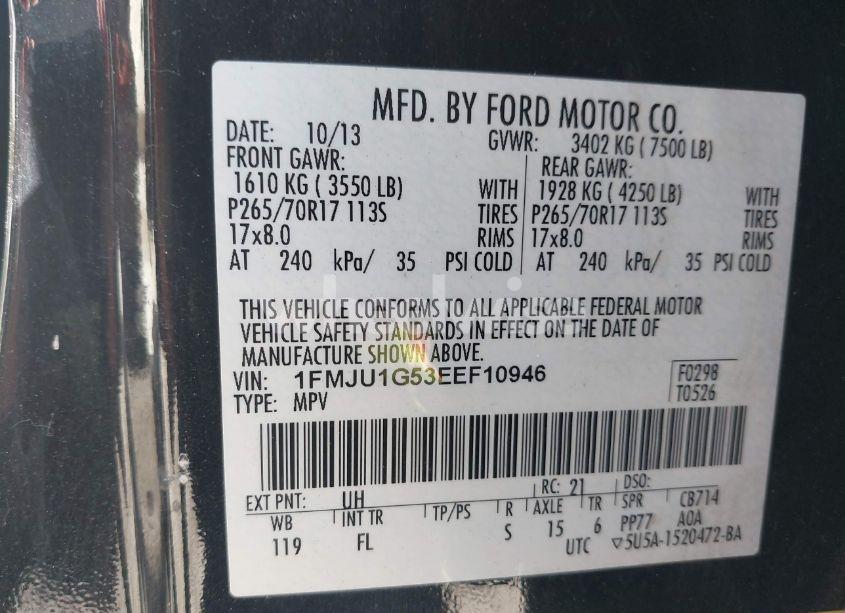 MFD. BY FORD MOTOR CO.
DATE: 10/13 GVWR: 3402 KG ( 7500 LB)
FRONT GAWR: REAR GAWR:
1610 KG ( 3550 LB) WITH 1928 KG ( 4250 LB) WITH
P265/70R17 113S TIRES P265/70R17 113S TIRES
17x8.0 RIMS 17x8.0 RIMS
AT 240 kPa/ 35 PSI COLD AT 240 kPa/ 35 PSI COLD
THIS VEHICLE CONFORMS TO ALL APPLICABLE FEDERAL MOTOR
VEHICLE SAFETY STANDARDS IN EFFECT ON THE DATE OF
MANUFACTURE SHOWN ABOVE.
VIN: 1FMJU1G53EEF10946 F0298
TYPE: MPV T0526
EXT PNT: UH RC: 21 DSO:
WB INT TR TP/PS R AXLE TR SPR CB714
119 FL S 15 6 PP77 A0A
UTC ▽5U5A-1520472-BA